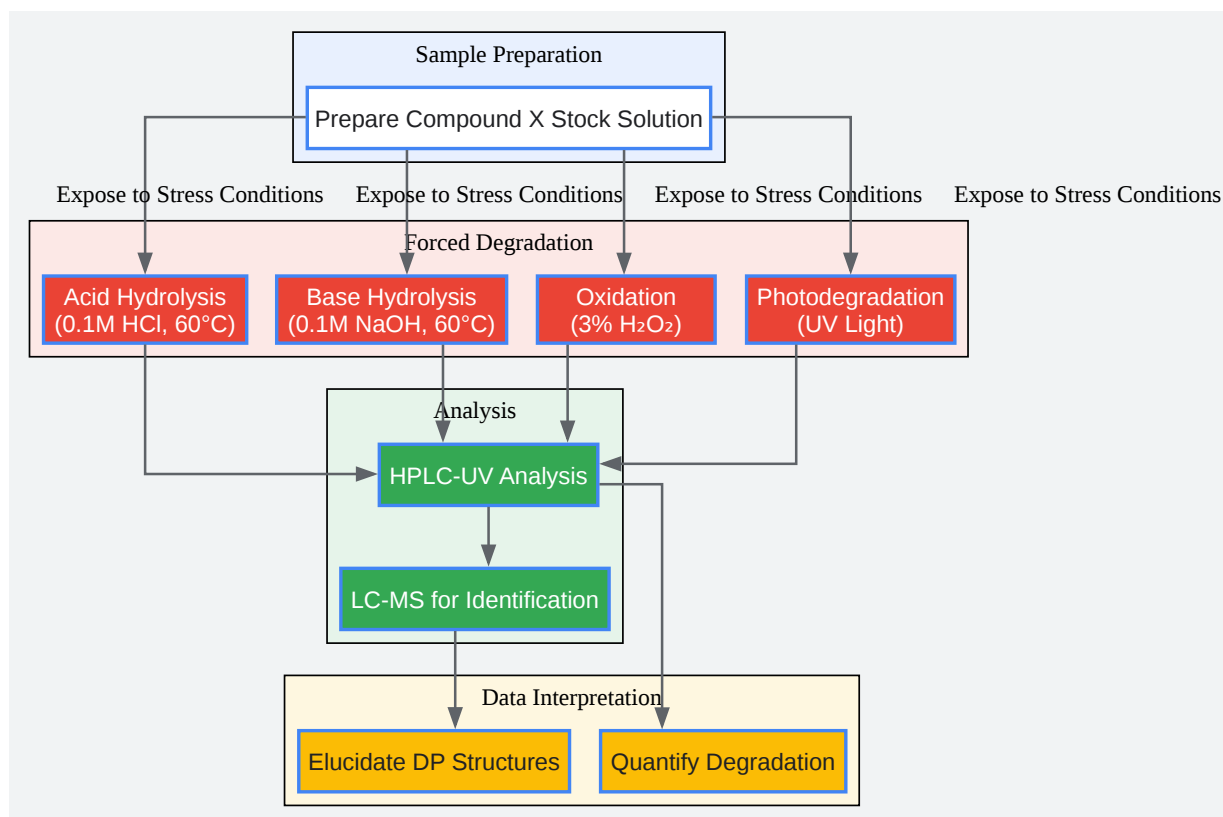 Sample Preparation
Prepare Compound X Stock Solution
Expose to Stress Conditions
Expose to Stress Conditions
Expose to Stress Conditions
Expose to Stress Conditions
Forced Degradation
Acid Hydrolysis
(0.1M HCl, 60°C)
Base Hydrolysis
(0.1M NaOH, 60°C)
Oxidation
(3% H₂O₂)
Photodegradation
(UV Light)
Analysis
HPLC-UV Analysis
LC-MS for Identification
Data Interpretation
Elucidate DP Structures
Quantify Degradation